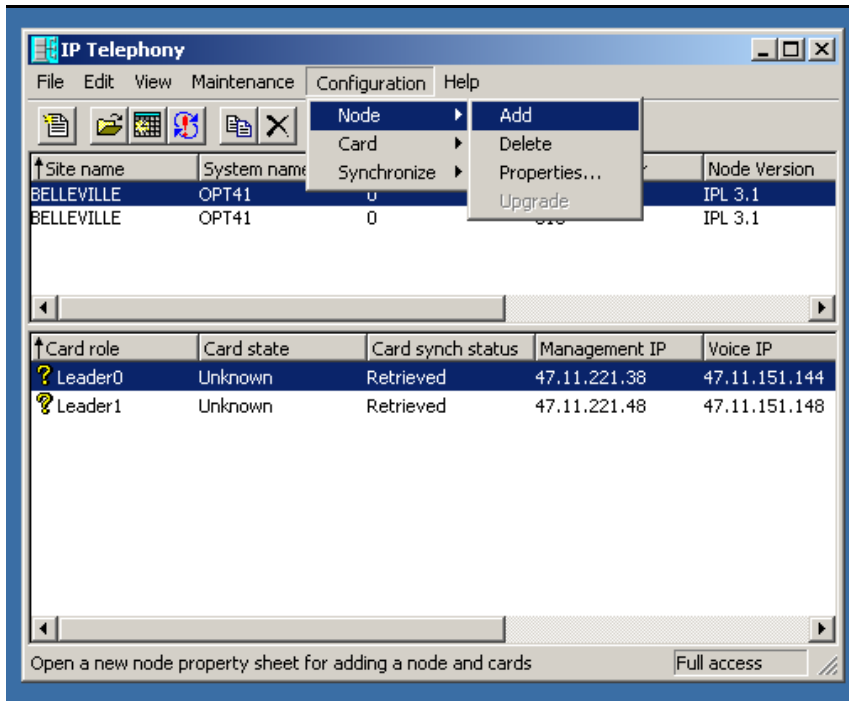 IP Telephony
File Edit View Maintenance Configuration Help
Node Add
Card Delete
Synchronize Properties...
Upgrade
Site name System name Node Version
BELLEVILLE OPT41 0 IPL 3.1
BELLEVILLE OPT41 0 IPL 3.1
Card role Card state Card synch status Management IP Voice IP
Leader0 Unknown Retrieved 47.11.221.38 47.11.151.144
Leader1 Unknown Retrieved 47.11.221.48 47.11.151.148
Open a new node property sheet for adding a node and cards Full access